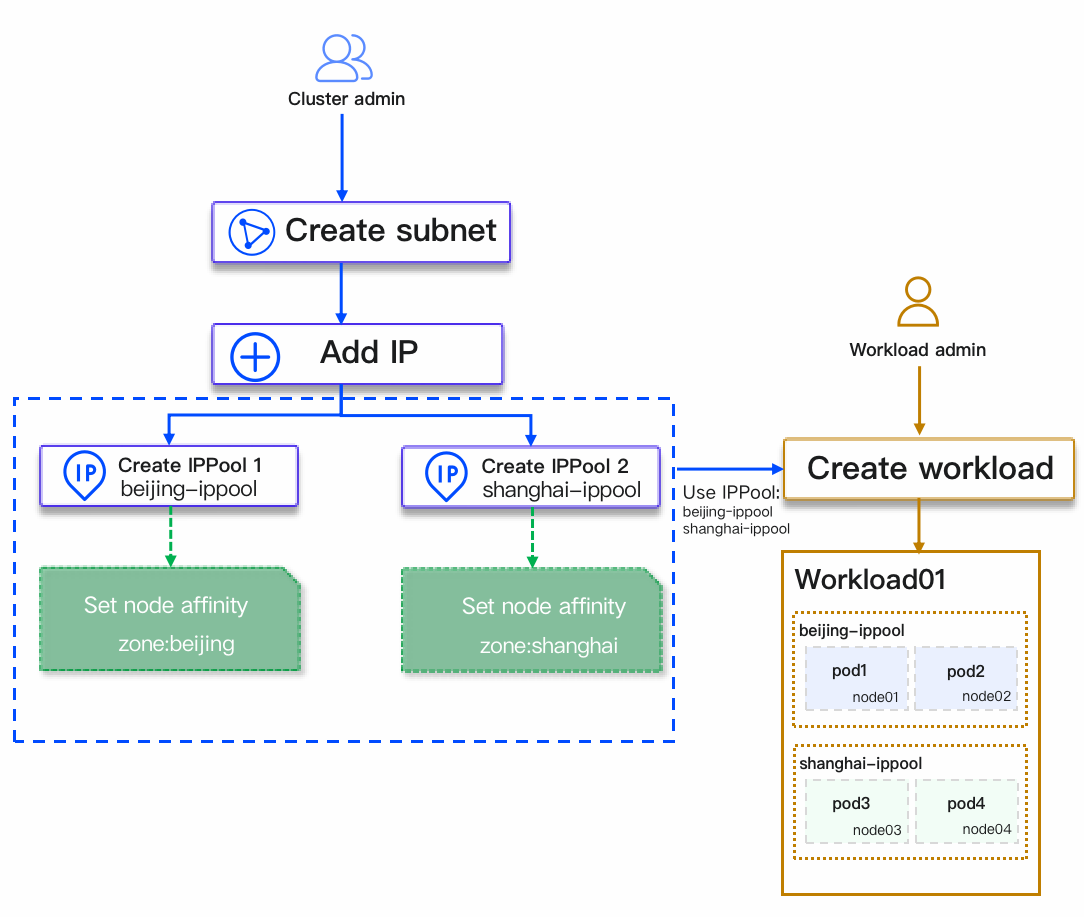 Cluster admin
Create subnet
Add IP
IP
Create IPPool 1
beijing-ippool
IP
Create IPPool 2
shanghai-ippool
Set node affinity
zone:beijing
Set node affinity
zone:shanghai
Use IPPool:
beijing-ippool
shanghai-ippool
Workload admin
Create workload
Workload01
beijing-ippool
pod1
node01
pod2
node02
shanghai-ippool
pod3
node03
pod4
node04